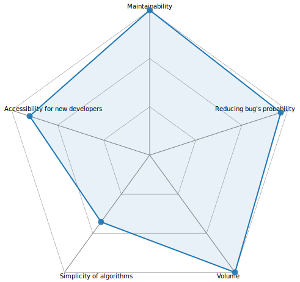 Maintainability
Accessibility for new developers
Reducing bug's probability
Simplicity of algorithms
Volume